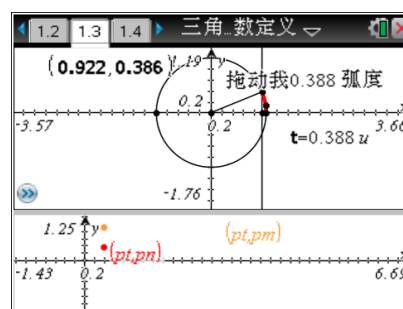 1.2 1.3 1.4 三角…数定义
(0.922,0.386) 1.19 y
拖动我0.388 弧度
0.2
-3.57 0.2 3.66
t=0.388 u
-1.76
1.25 y (pt,pm)
(pt,pn)
-1.43 0.2 6.69